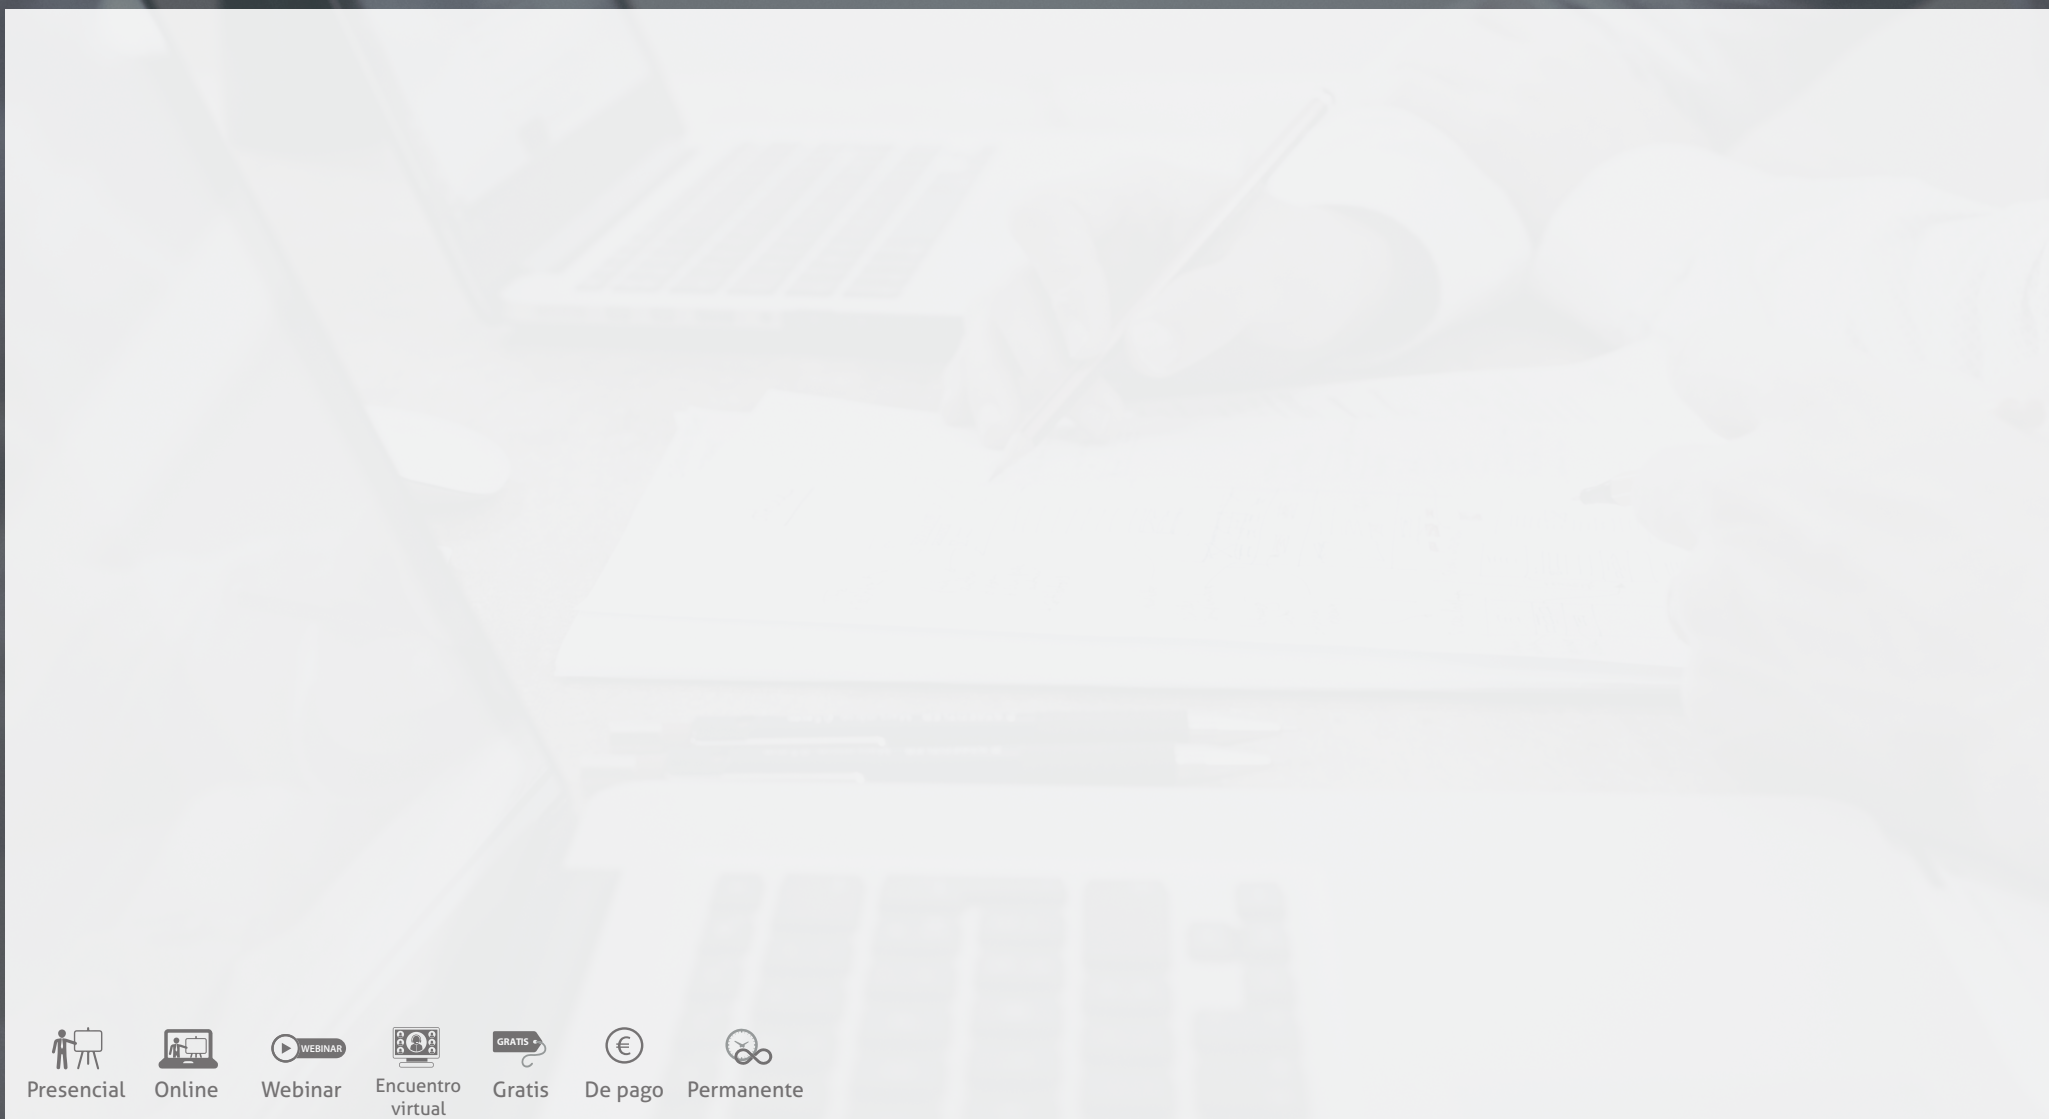 WEBINAR
GRATIS
€
Presencial
Online
Webinar
Encuentro
virtual
Gratis
De pago
Permanente